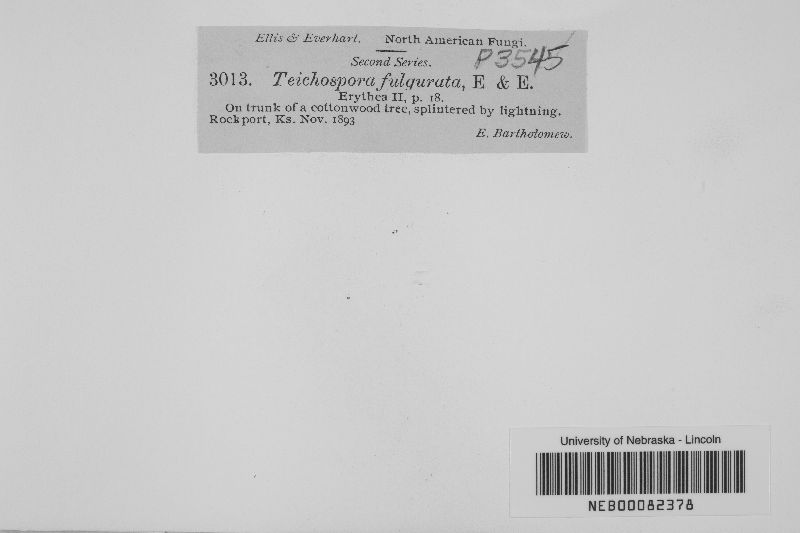 Ellis & Everhart. North American Fungi.
Second Series. P3545
3013. Teichospora fulgurata, E & E.
Erythea II, p. 18.
On trunk of a cottonwood tree, splintered by lightning.
Rockport, Ks. Nov. 1893
E. Bartholomew.
University of Nebraska - Lincoln
NEB00082378